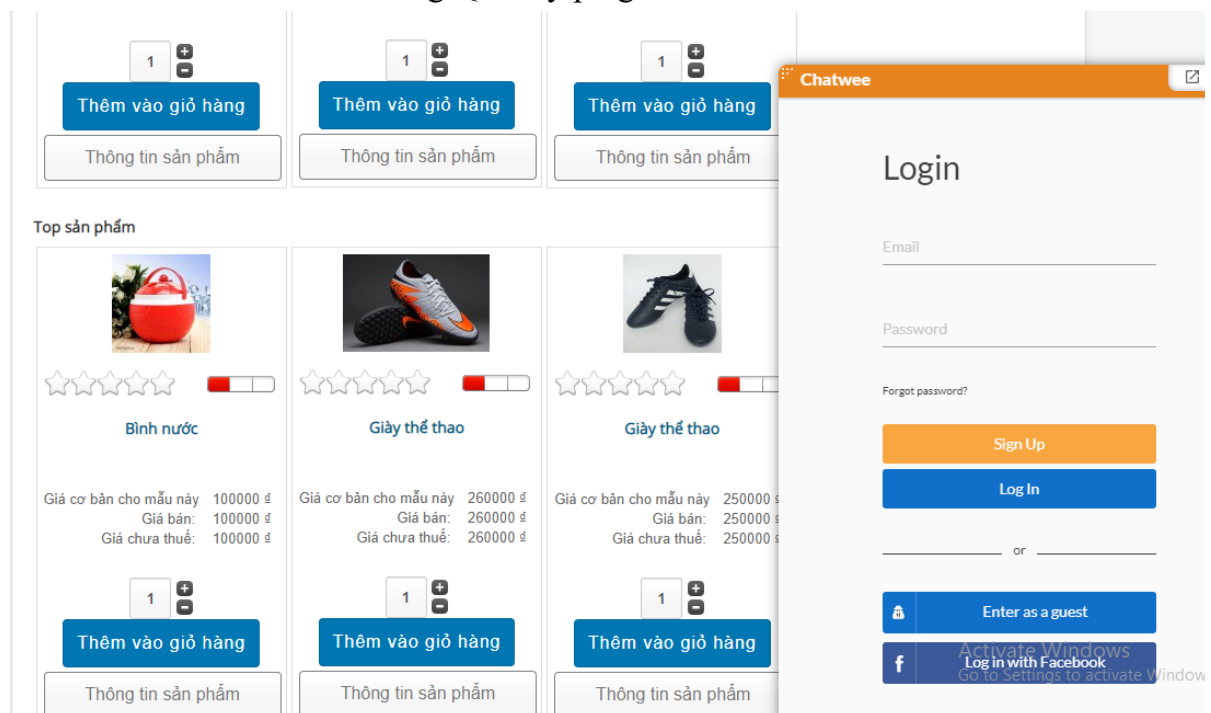 1 1 1
Thêm vào giỏ hàng Thêm vào giỏ hàng Thêm vào giỏ hàng
Thông tin sản phẩm Thông tin sản phẩm Thông tin sản phẩm
Top sản phẩm
Bình nước Giày thể thao Giày thể thao
Giá cơ bản cho mẫu này 100000 ₫ Giá cơ bản cho mẫu này 260000 ₫ Giá cơ bản cho mẫu này 250000
Giá bán: 100000 ₫ Giá bán: 260000 ₫ Giá bán: 250000
Giá chưa thuế: 100000 ₫ Giá chưa thuế: 260000 ₫ Giá chưa thuế: 250000
1 1 1
Thêm vào giỏ hàng Thêm vào giỏ hàng Thêm vào giỏ hàng
Thông tin sản phẩm Thông tin sản phẩm Thông tin sản phẩm
Chatwee
Login
Email
Password
Forgot password?
Sign Up
Log In
or
Enter as a guest
Log in with Facebook
Activate Windows
Go to Settings to activate Window